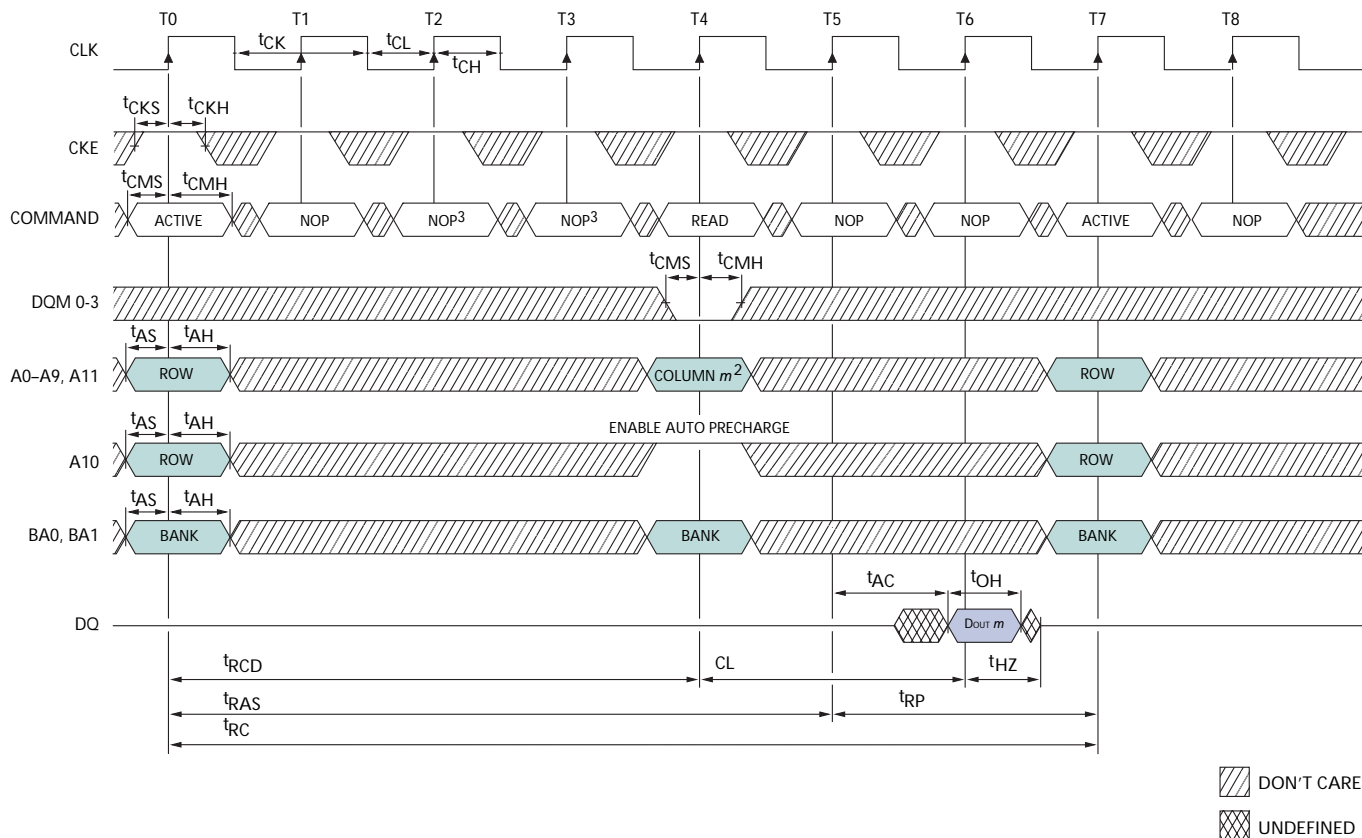 T0 T1 T2 T3 T4 T5 T6 T7 T8
CLK tCK tCL
tCH
tCKS tCKH
CKE
tCMS tCMH
COMMAND ACTIVE NOP NOP3 NOP3 READ NOP NOP ACTIVE NOP
tCMS tCMH
DQM 0-3
tAS tAH
A0–A9, A11 ROW COLUMN m2 ROW
ENABLE AUTO PRECHARGE
tAS tAH
A10 ROW ROW
tAS tAH
BA0, BA1 BANK BANK BANK
tAC tOH
DQ DOUT m
tRCD CL tHZ
tRAS tRP
tRC
DON'T CARE
UNDEFINED